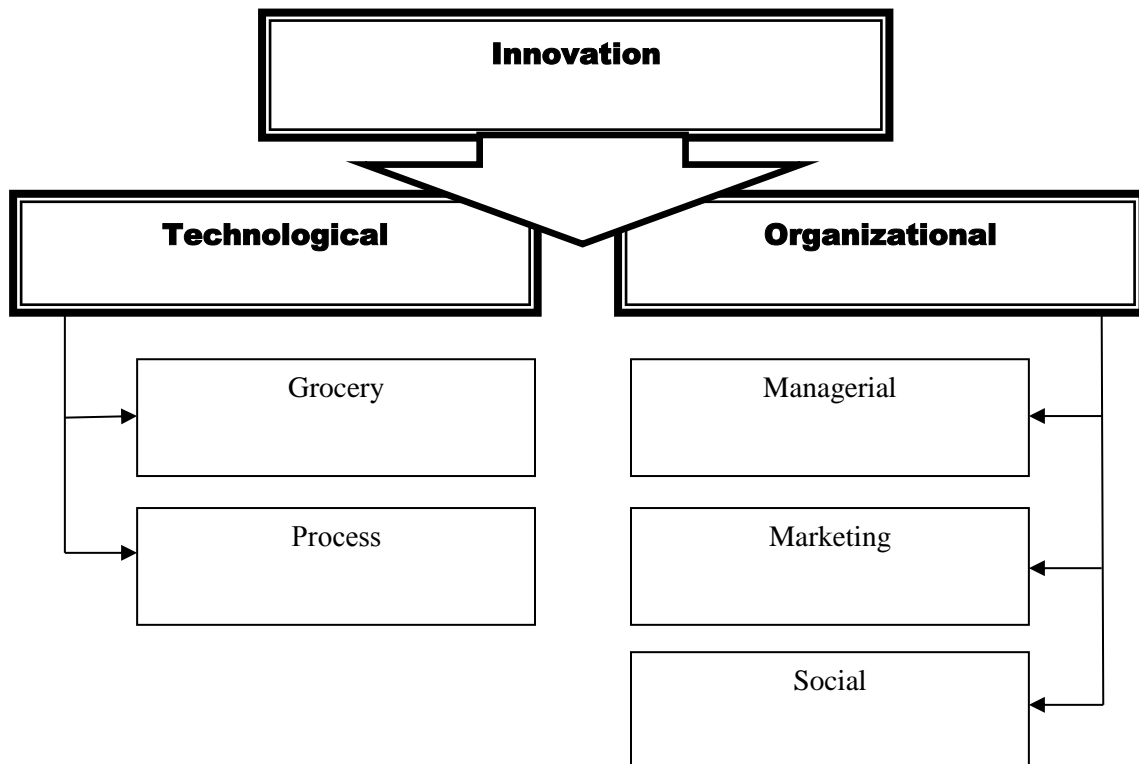 Innovation
Technological
Organizational
Grocery
Managerial
Process
Marketing
Social